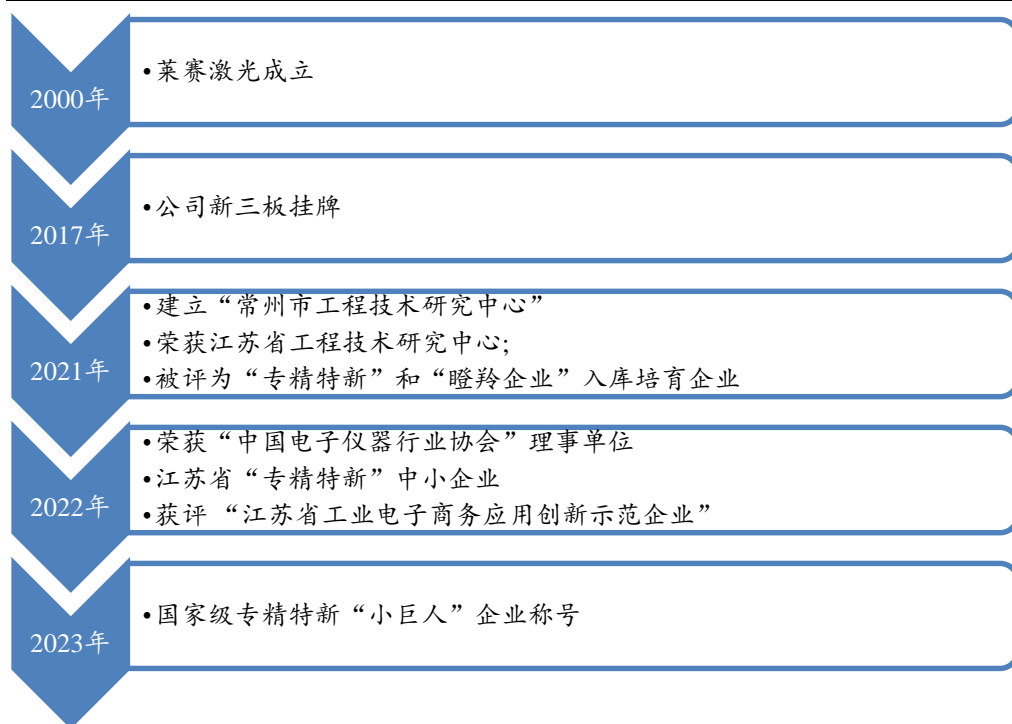 2000年
•莱赛激光成立
2017年
•公司新三板挂牌
2021年
•建立“常州市工程技术研究中心”
•荣获江苏省工程技术研究中心;
•被评为“专精特新”和“瞪羚企业”入库培育企业
2022年
•荣获“中国电子仪器行业协会”理事单位
•江苏省“专精特新”中小企业
•获评 “江苏省工业电子商务应用创新示范企业”
2023年
•国家级专精特新“小巨人”企业称号